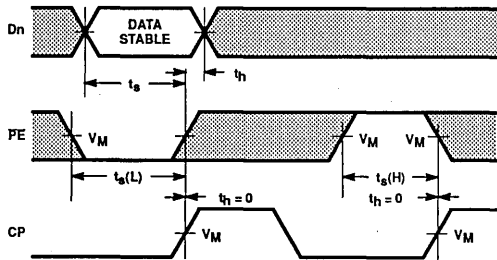 Dn
DATA
STABLE
ts
th
PE
VM
VM
VM
ts(L)
ts(H)
th = 0
th = 0
CP
VM
VM